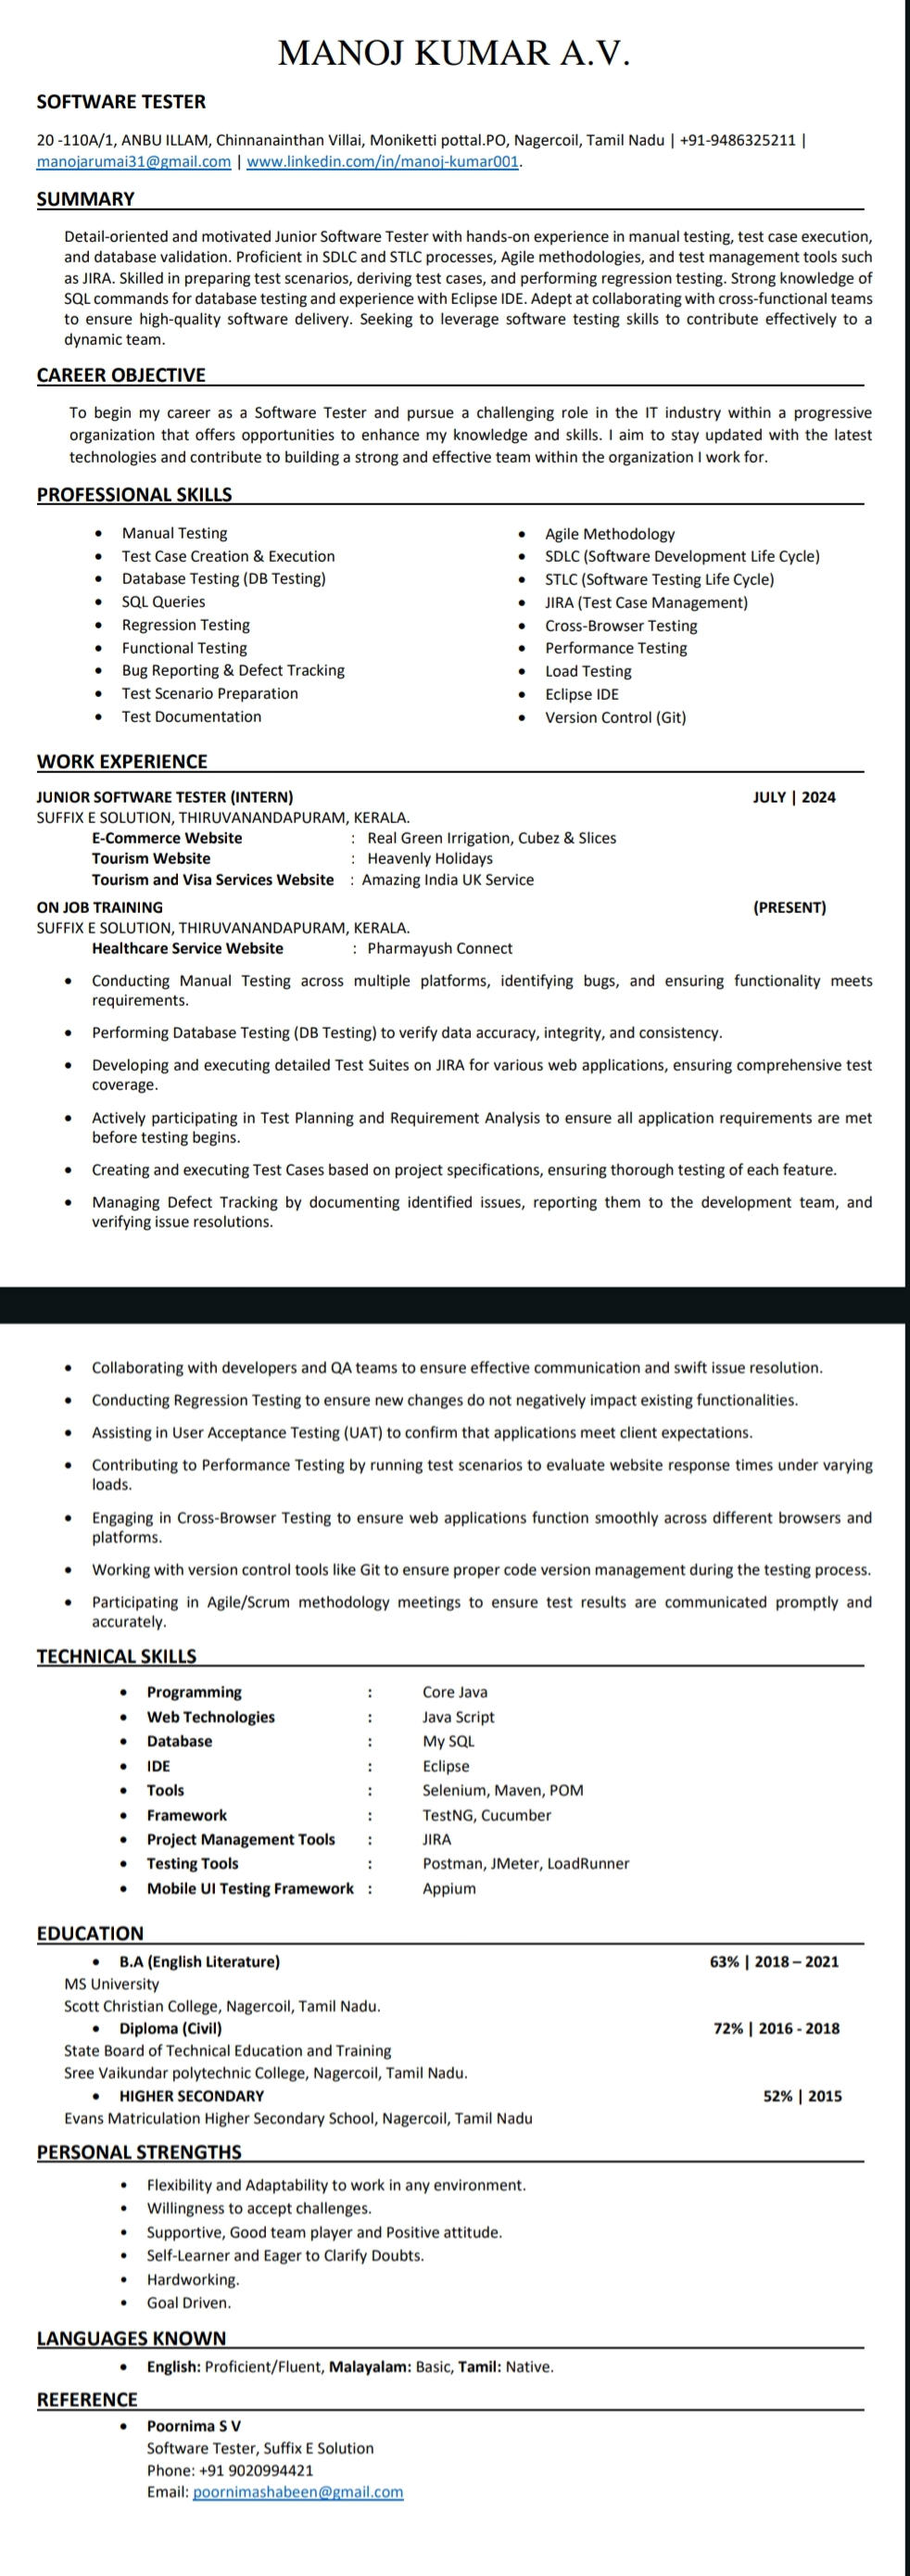 MANOJ KUMAR A.V.
SOFTWARE TESTER
20 -110A/1, ANBU ILLAM, Chinnanainthan Villai, Moniketti pottal.PO, Nagercoil, Tamil Nadu | +91-9486325211 |
manojarumai31@gmail.com | www.linkedin.com/in/manoj-kumar001.
SUMMARY
Detail-oriented and motivated Junior Software Tester with hands-on experience in manual testing, test case execution,
and database validation. Proficient in SDLC and STLC processes, Agile methodologies, and test management tools such
as JIRA. Skilled in preparing test scenarios, deriving test cases, and performing regression testing. Strong knowledge of
SQL commands for database testing and experience with Eclipse IDE. Adept at collaborating with cross-functional teams
to ensure high-quality software delivery. Seeking to leverage software testing skills to contribute effectively to a
dynamic team.
CAREER OBJECTIVE
To begin my career as a Software Tester and pursue a challenging role in the IT industry within a progressive
organization that offers opportunities to enhance my knowledge and skills. I aim to stay updated with the latest
technologies and contribute to building a strong and effective team within the organization I work for.
PROFESSIONAL SKILLS
• Manual Testing
• Test Case Creation & Execution
• Database Testing (DB Testing)
• SQL Queries
• Regression Testing
• Functional Testing
• Bug Reporting & Defect Tracking
• Test Scenario Preparation
• Test Documentation
• Agile Methodology
• SDLC (Software Development Life Cycle)
• STLC (Software Testing Life Cycle)
• JIRA (Test Case Management)
• Cross-Browser Testing
• Performance Testing
• Load Testing
• Eclipse IDE
• Version Control (Git)
WORK EXPERIENCE
JUNIOR SOFTWARE TESTER (INTERN) JULY | 2024
SUFFIX E SOLUTION, THIRUVANANDAPURAM, KERALA.
E-Commerce Website : Real Green Irrigation, Cubez & Slices
Tourism Website : Heavenly Holidays
Tourism and Visa Services Website : Amazing India UK Service
ON JOB TRAINING (PRESENT)
SUFFIX E SOLUTION, THIRUVANANDAPURAM, KERALA.
Healthcare Service Website : Pharmayush Connect
• Conducting Manual Testing across multiple platforms, identifying bugs, and ensuring functionality meets
requirements.
• Performing Database Testing (DB Testing) to verify data accuracy, integrity, and consistency.
• Developing and executing detailed Test Suites on JIRA for various web applications, ensuring comprehensive test
coverage.
• Actively participating in Test Planning and Requirement Analysis to ensure all application requirements are met
before testing begins.
• Creating and executing Test Cases based on project specifications, ensuring thorough testing of each feature.
• Managing Defect Tracking by documenting identified issues, reporting them to the development team, and
verifying issue resolutions.
• Collaborating with developers and QA teams to ensure effective communication and swift issue resolution.
• Conducting Regression Testing to ensure new changes do not negatively impact existing functionalities.
• Assisting in User Acceptance Testing (UAT) to confirm that applications meet client expectations.
• Contributing to Performance Testing by running test scenarios to evaluate website response times under varying
loads.
• Engaging in Cross-Browser Testing to ensure web applications function smoothly across different browsers and
platforms.
• Working with version control tools like Git to ensure proper code version management during the testing process.
• Participating in Agile/Scrum methodology meetings to ensure test results are communicated promptly and
accurately.
TECHNICAL SKILLS
• Programming : Core Java
• Web Technologies : Java Script
• Database : My SQL
• IDE : Eclipse
• Tools : Selenium, Maven, POM
• Framework : TestNG, Cucumber
• Project Management Tools : JIRA
• Testing Tools : Postman, JMeter, LoadRunner
• Mobile UI Testing Framework : Appium
EDUCATION
• B.A (English Literature) 63% | 2018 – 2021
MS University
Scott Christian College, Nagercoil, Tamil Nadu.
• Diploma (Civil) 72% | 2016 - 2018
State Board of Technical Education and Training
Sree Vaikundar polytechnic College, Nagercoil, Tamil Nadu.
• HIGHER SECONDARY 52% | 2015
Evans Matriculation Higher Secondary School, Nagercoil, Tamil Nadu
PERSONAL STRENGTHS
• Flexibility and Adaptability to work in any environment.
• Willingness to accept challenges.
• Supportive, Good team player and Positive attitude.
• Self-Learner and Eager to Clarify Doubts.
• Hardworking.
• Goal Driven.
LANGUAGES KNOWN
• English: Proficient/Fluent, Malayalam: Basic, Tamil: Native.
REFERENCE
• Poornima S V
Software Tester, Suffix E Solution
Phone: +91 9020994421
Email: poornimashabeen@gmail.com